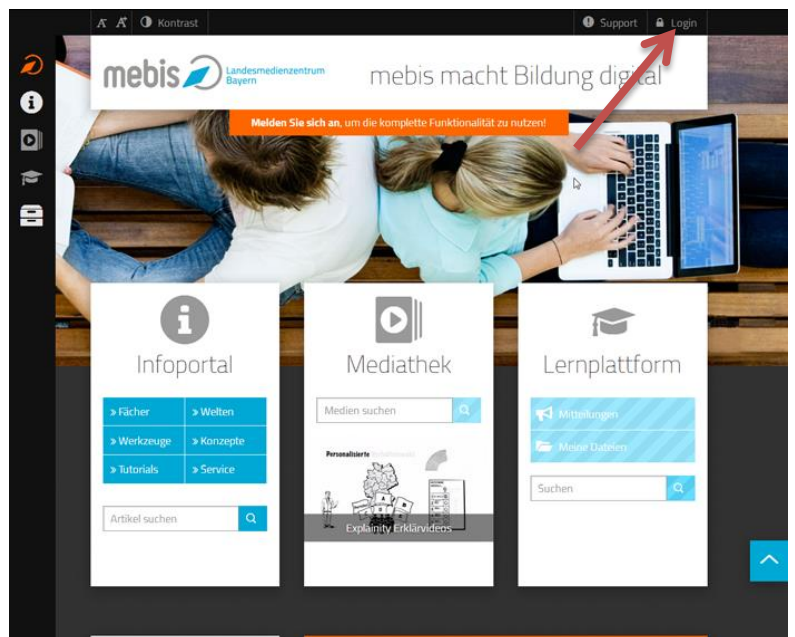 A A Kontrast
Support Login
mebis Landesmedienzentrum Bayern
mebis macht Bildung digital
Melden Sie sich an, um die komplette Funktionalität zu nutzen!
Infoportal
» Fächer » Welten
» Werkzeuge » Konzepte
» Tutorials » Service
Artikel suchen
Mediathek
Medien suchen
Personalisierte
Explainity Erklärvideos
Lernplattform
Mitteilungen
Meine Dateien
Suchen